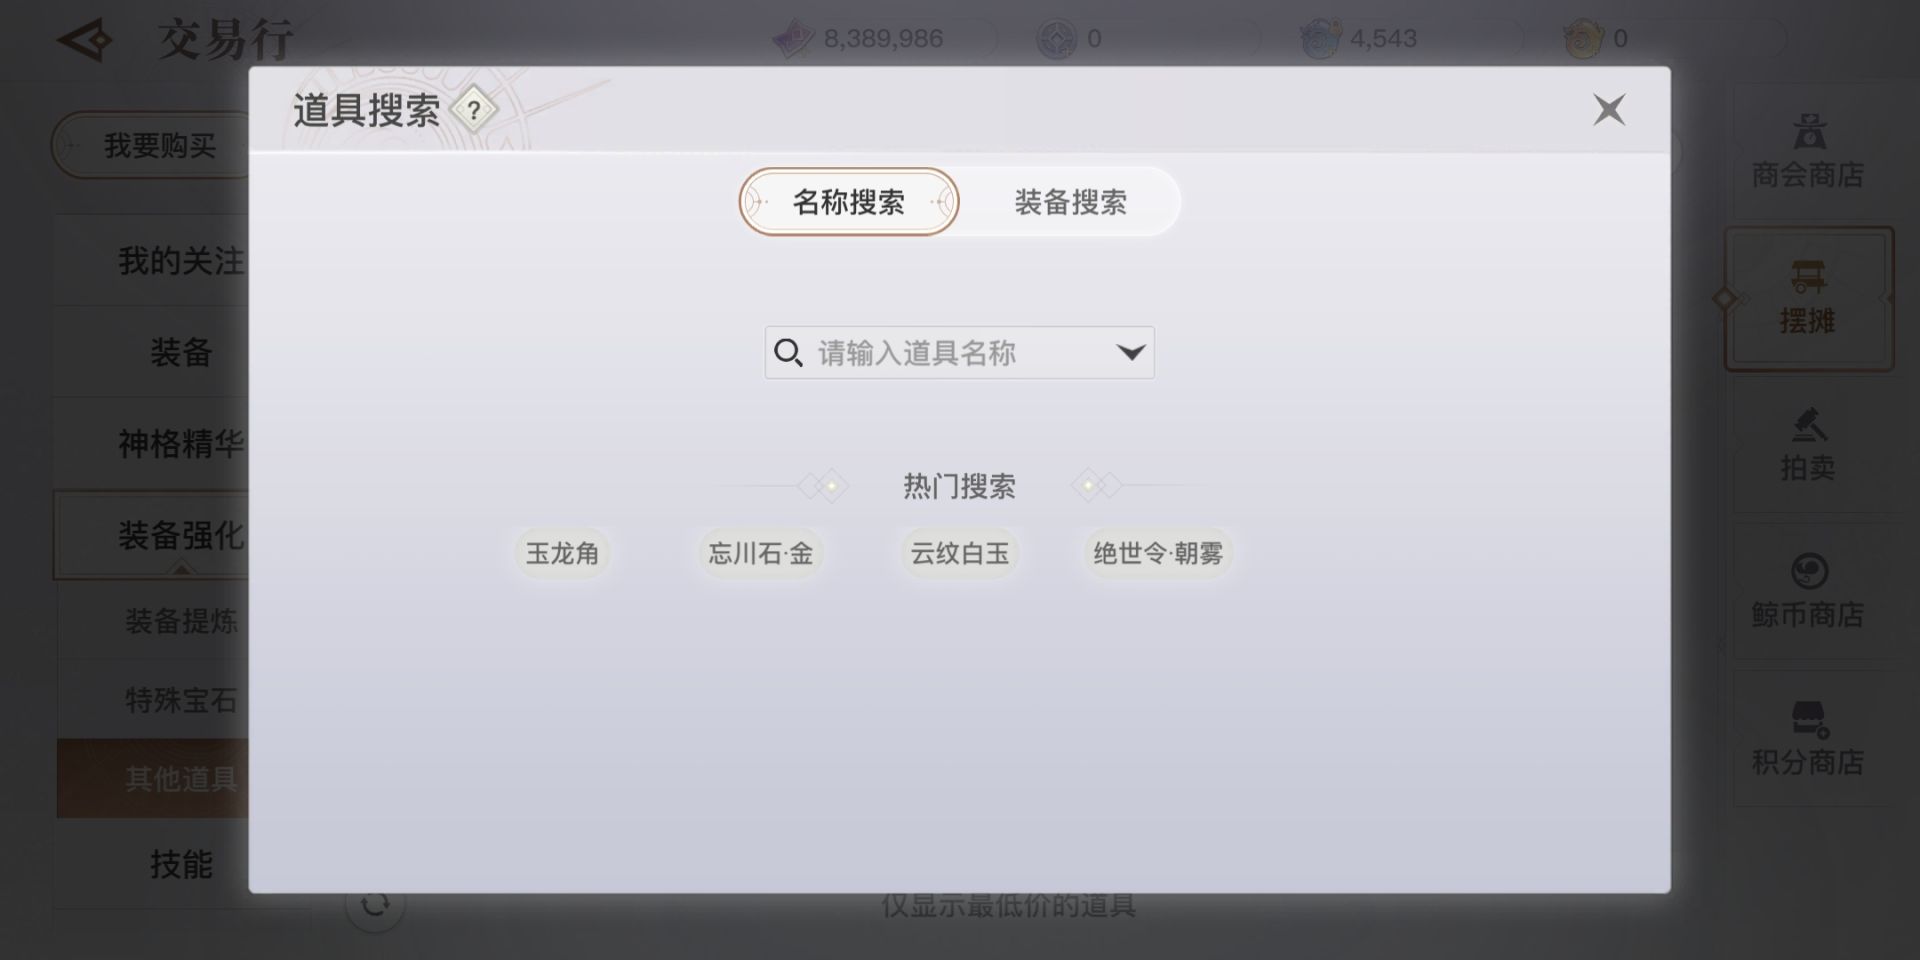 交易行
8,389,986
0
4,543
0
道具搜索
?
我要购买
名称搜索
装备搜索
商会商店
我的关注
摆摊
装备
请输入道具名称
神格精华
拍卖
热门搜索
装备强化
玉龙角
忘川石·金
云纹白玉
绝世令·朝雾
装备提炼
鲸币商店
特殊宝石
其他道具
积分商店
技能
仅显示最低价的道具